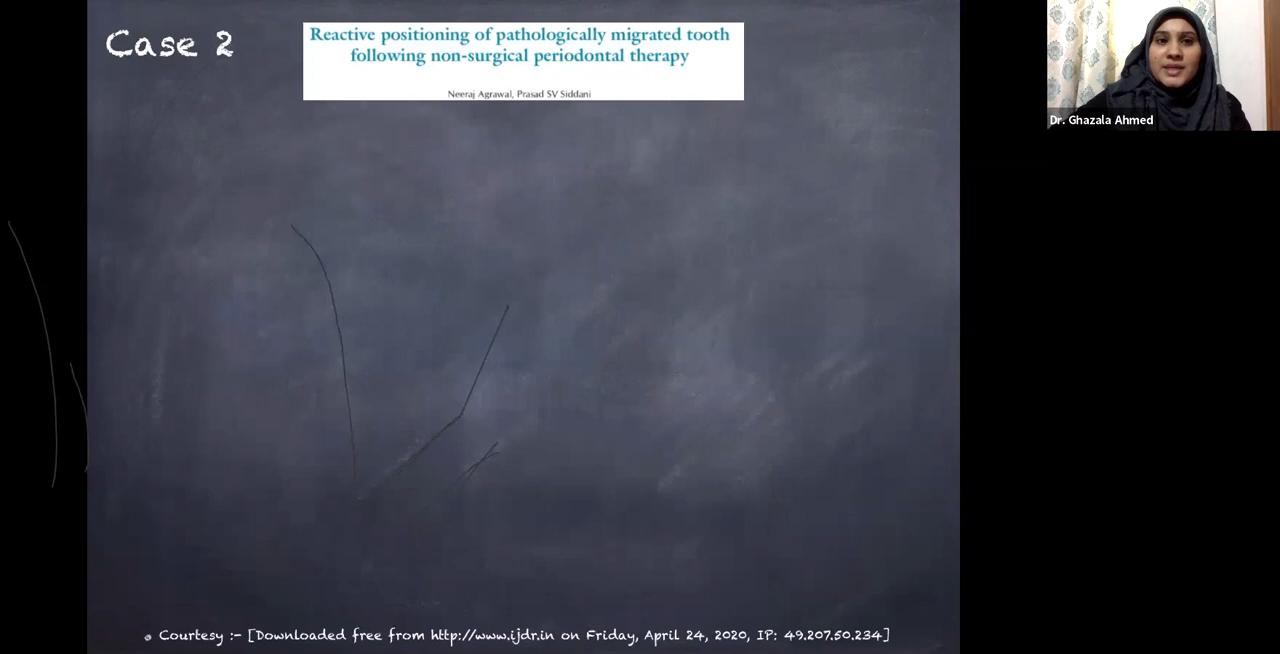 Case 2
Reactive positioning of pathologically migrated tooth
following non-surgical periodontal therapy
Neeraj Agrawal, Prasad SV Siddani
Dr. Ghazala Ahmed
Courtesy :- [Downloaded free from http://www.ijdr.in on Friday, April 24, 2020, IP: 49.207.50.234]